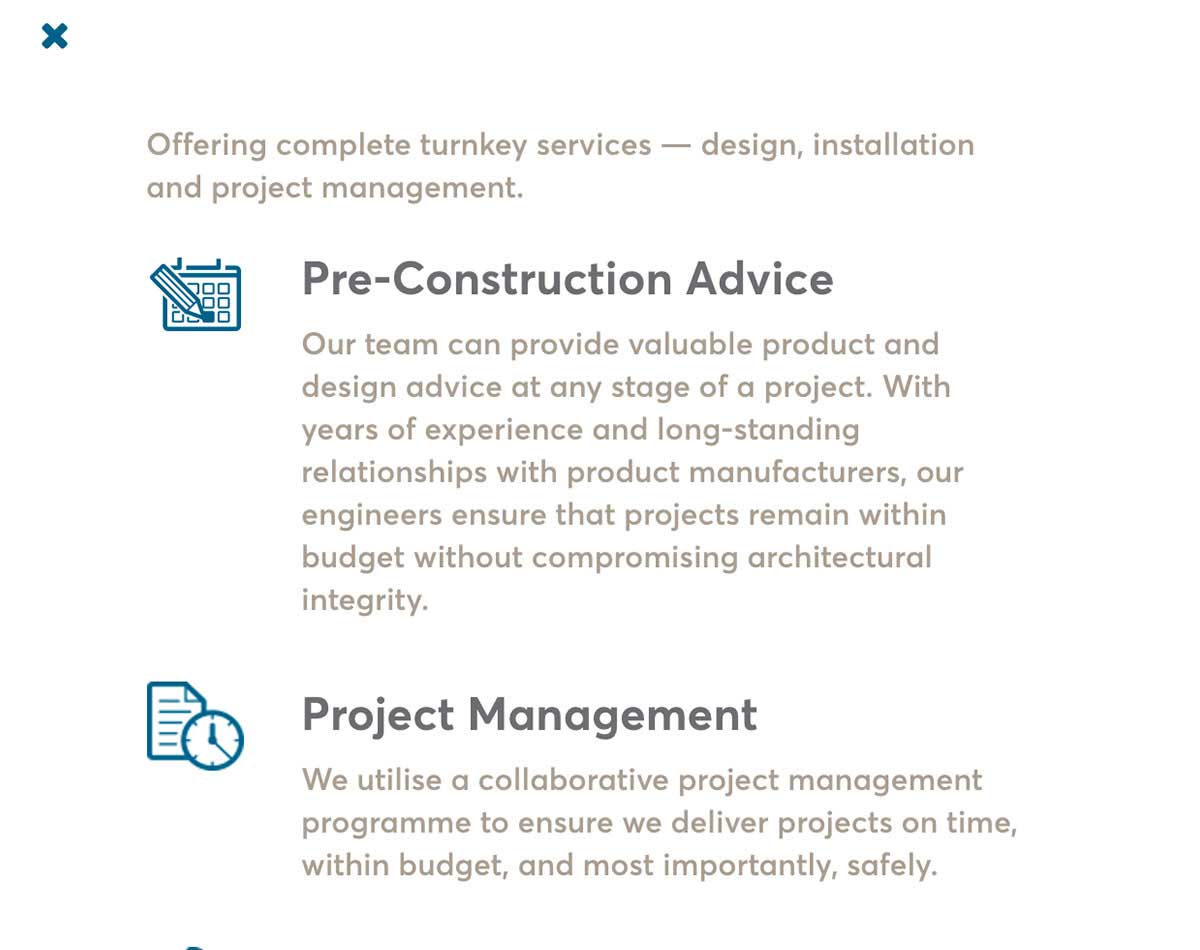 Offering complete turnkey services — design, installation
and project management.
Pre-Construction Advice
Our team can provide valuable product and
design advice at any stage of a project. With
years of experience and long-standing
relationships with product manufacturers, our
engineers ensure that projects remain within
budget without compromising architectural
integrity.
Project Management
We utilise a collaborative project management
programme to ensure we deliver projects on time,
within budget, and most importantly, safely.